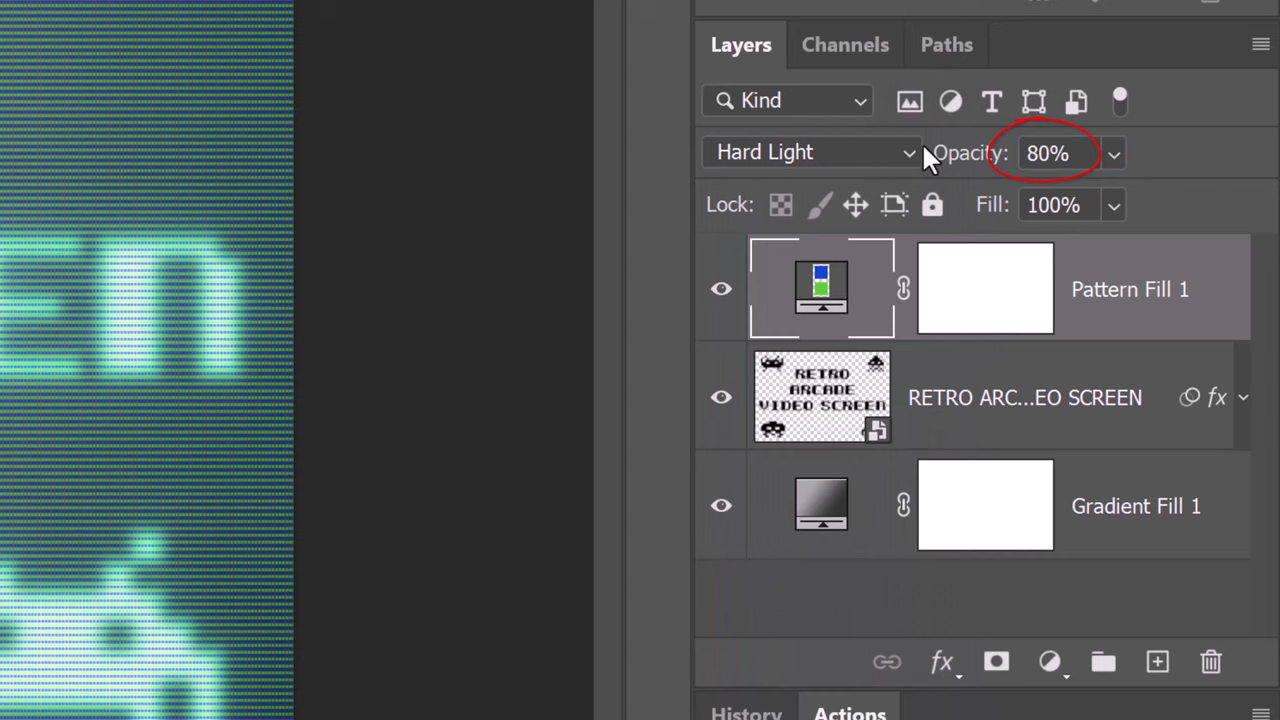 Layers Channels Paths
Kind
Hard Light Opacity: 80%
Lock: Fill: 100%
Pattern Fill 1
RETRO
ARCADE
VIDEO SCREEN
RETRO ARC...EO SCREEN fx
Gradient Fill 1
fx
History Actions